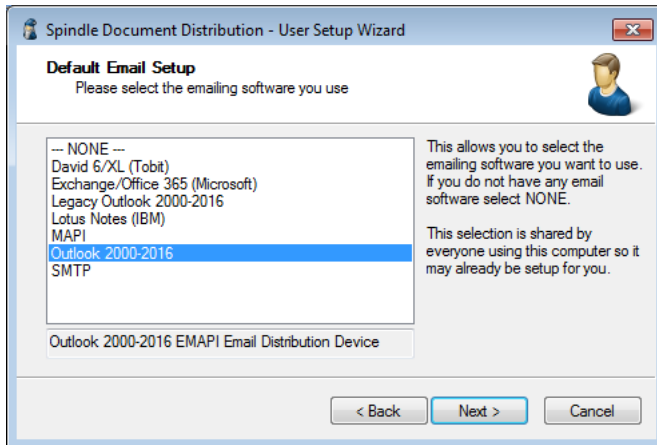 Spindle Document Distribution - User Setup Wizard
Default Email Setup
Please select the emailing software you use
--- NONE ---
David 6/XL (Tobit)
Exchange/Office 365 (Microsoft)
Legacy Outlook 2000-2016
Lotus Notes (IBM)
MAPI
Outlook 2000-2016
SMTP
Outlook 2000-2016 EMAPI Email Distribution Device
This allows you to select the
emailing software you want to use.
If you do not have any email
software select NONE.
This selection is shared by
everyone using this computer so it
may already be setup for you.
< Back
Next >
Cancel